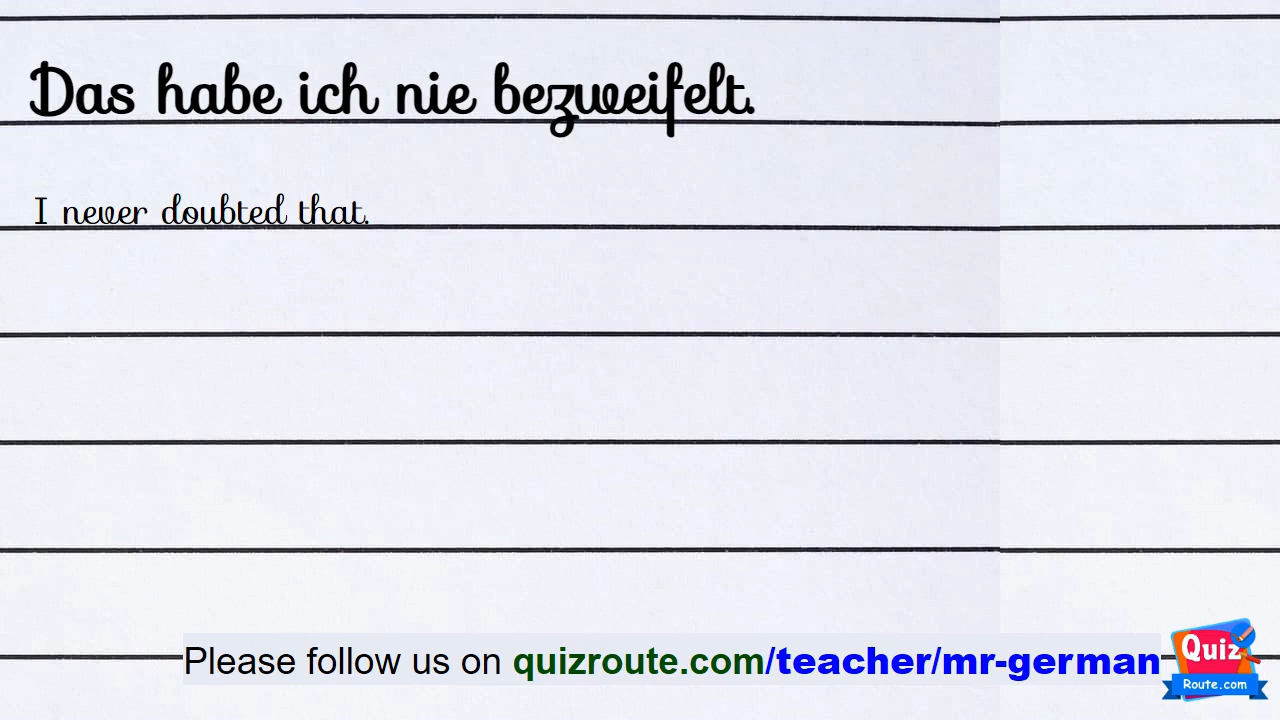 Das habe ich nie bezweifelt.
I never doubted that.
Please follow us on quizroute.com/teacher/mr-german
Quiz
Route.com